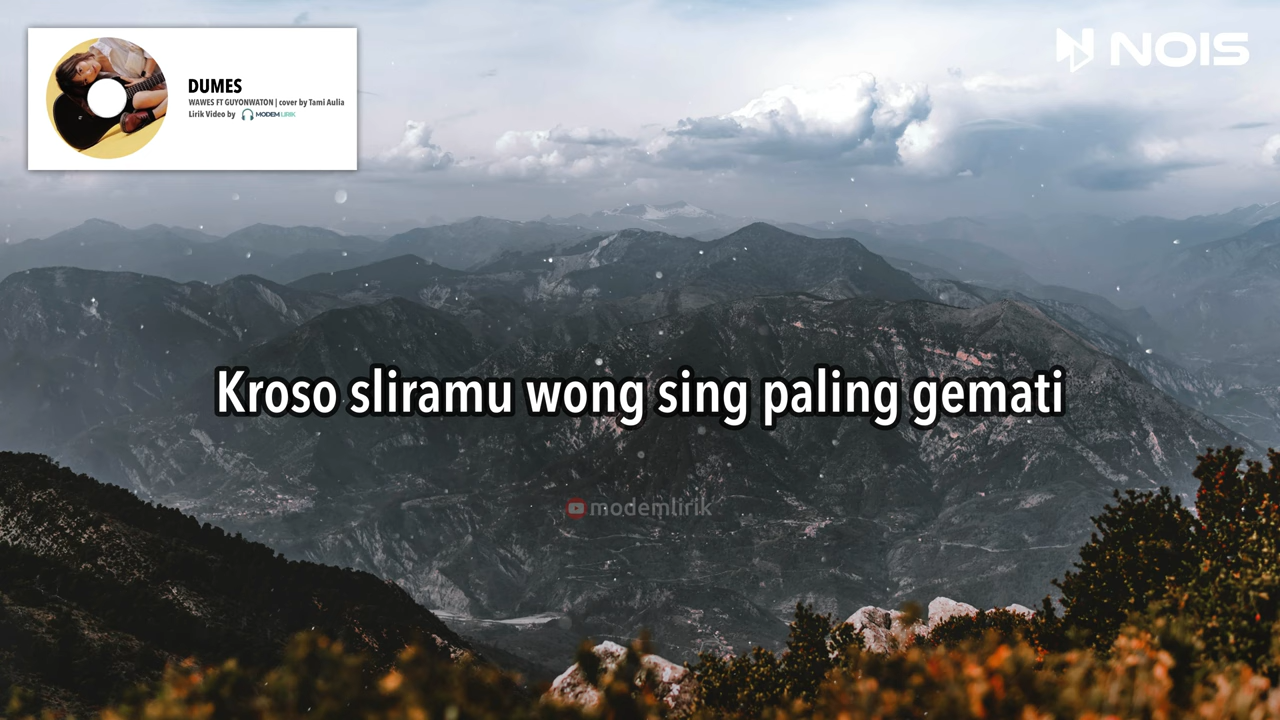 DUMES
WAWES FT GUYONWATON | cover by Tami Aulia
Lirik Video by MODEM LIRIK
NOIS
Kroso sliramu wong sing paling gemati
modemlirik